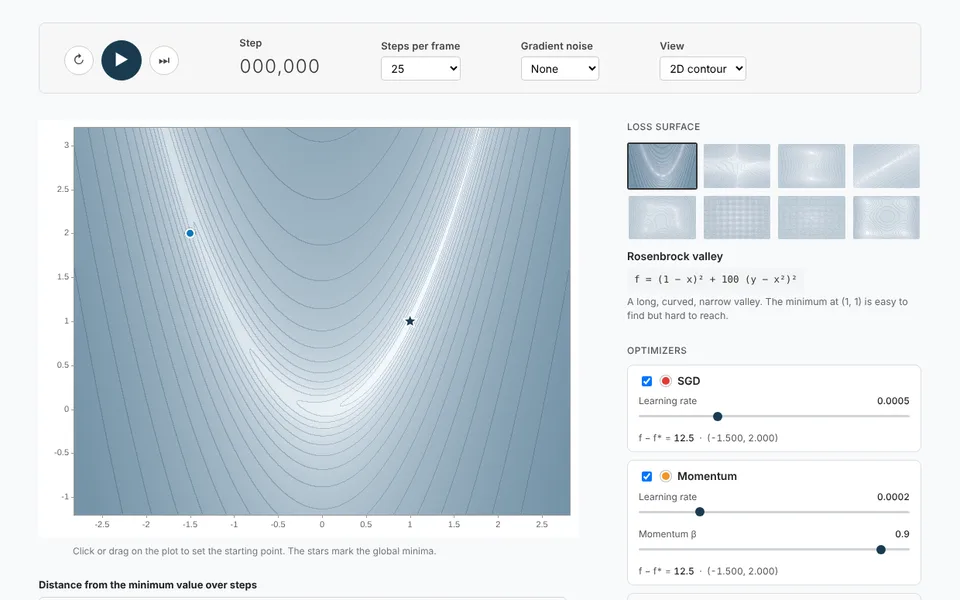 Step
000,000
Steps per frame
25
Gradient noise
None
View
2D contour
3
2.5
2
1.5
1
0.5
0
-0.5
-1
-2.5 -2 -1.5 -1 -0.5 0 0.5 1 1.5 2 2.5
Click or drag on the plot to set the starting point. The stars mark the global minima.
Distance from the minimum value over steps
LOSS SURFACE
Rosenbrock valley
f = (1 − x)² + 100 (y − x²)²
A long, curved, narrow valley. The minimum at (1, 1) is easy to
find but hard to reach.
OPTIMIZERS
SGD
Learning rate 0.0005
f − f* = 12.5 · (-1.500, 2.000)
Momentum
Learning rate 0.0002
Momentum β 0.9
f − f* = 12.5 · (-1.500, 2.000)